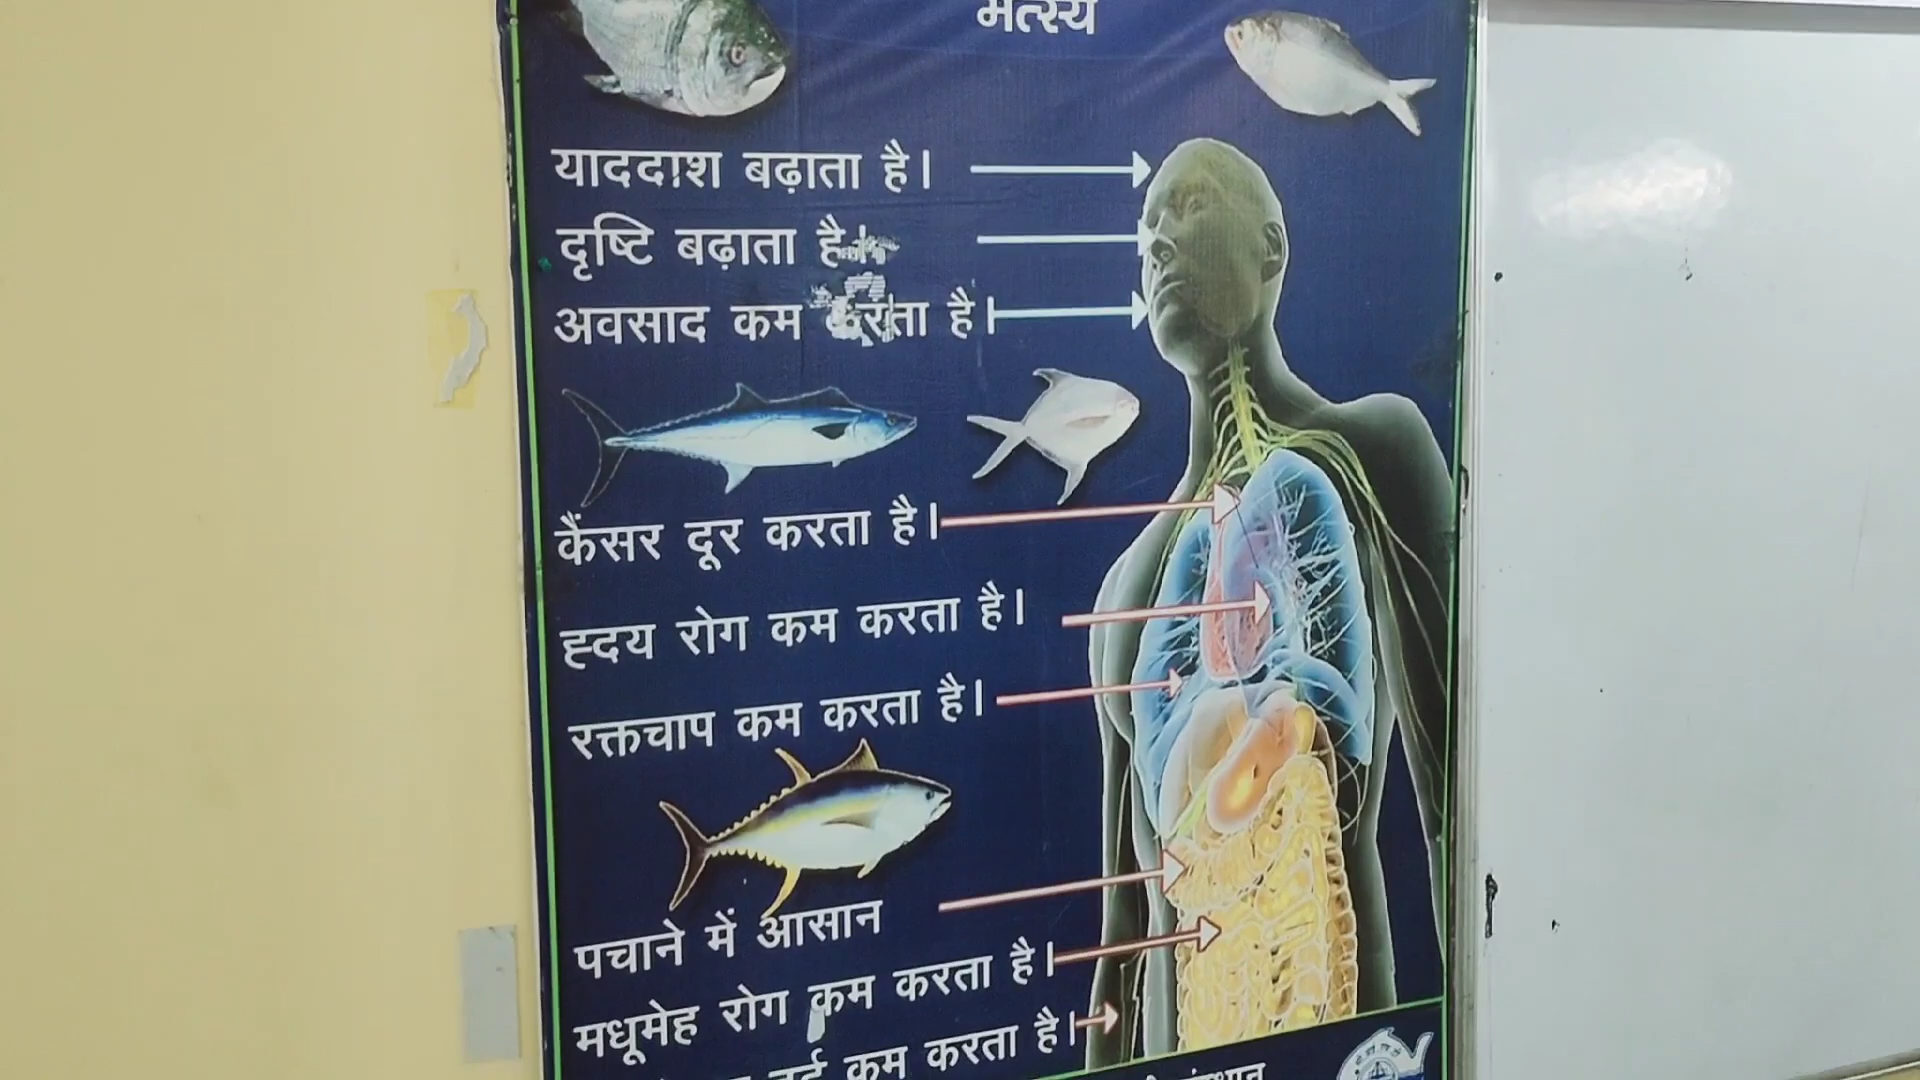 मत्स्य
याददाश बढ़ाता है।
दृष्टि बढ़ाता है।
अवसाद कम करता है।
कैंसर दूर करता है।
ह्दय रोग कम करता है।
रक्तचाप कम करता है।
पचाने में आसान
मधूमेह रोग कम करता है।
कम करता है।